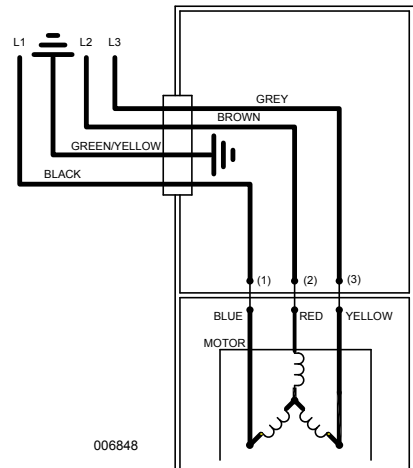 L1 L2 L3
GREY
BROWN
GREEN/YELLOW
BLACK
(1) (2) (3)
BLUE RED YELLOW
MOTOR
006848